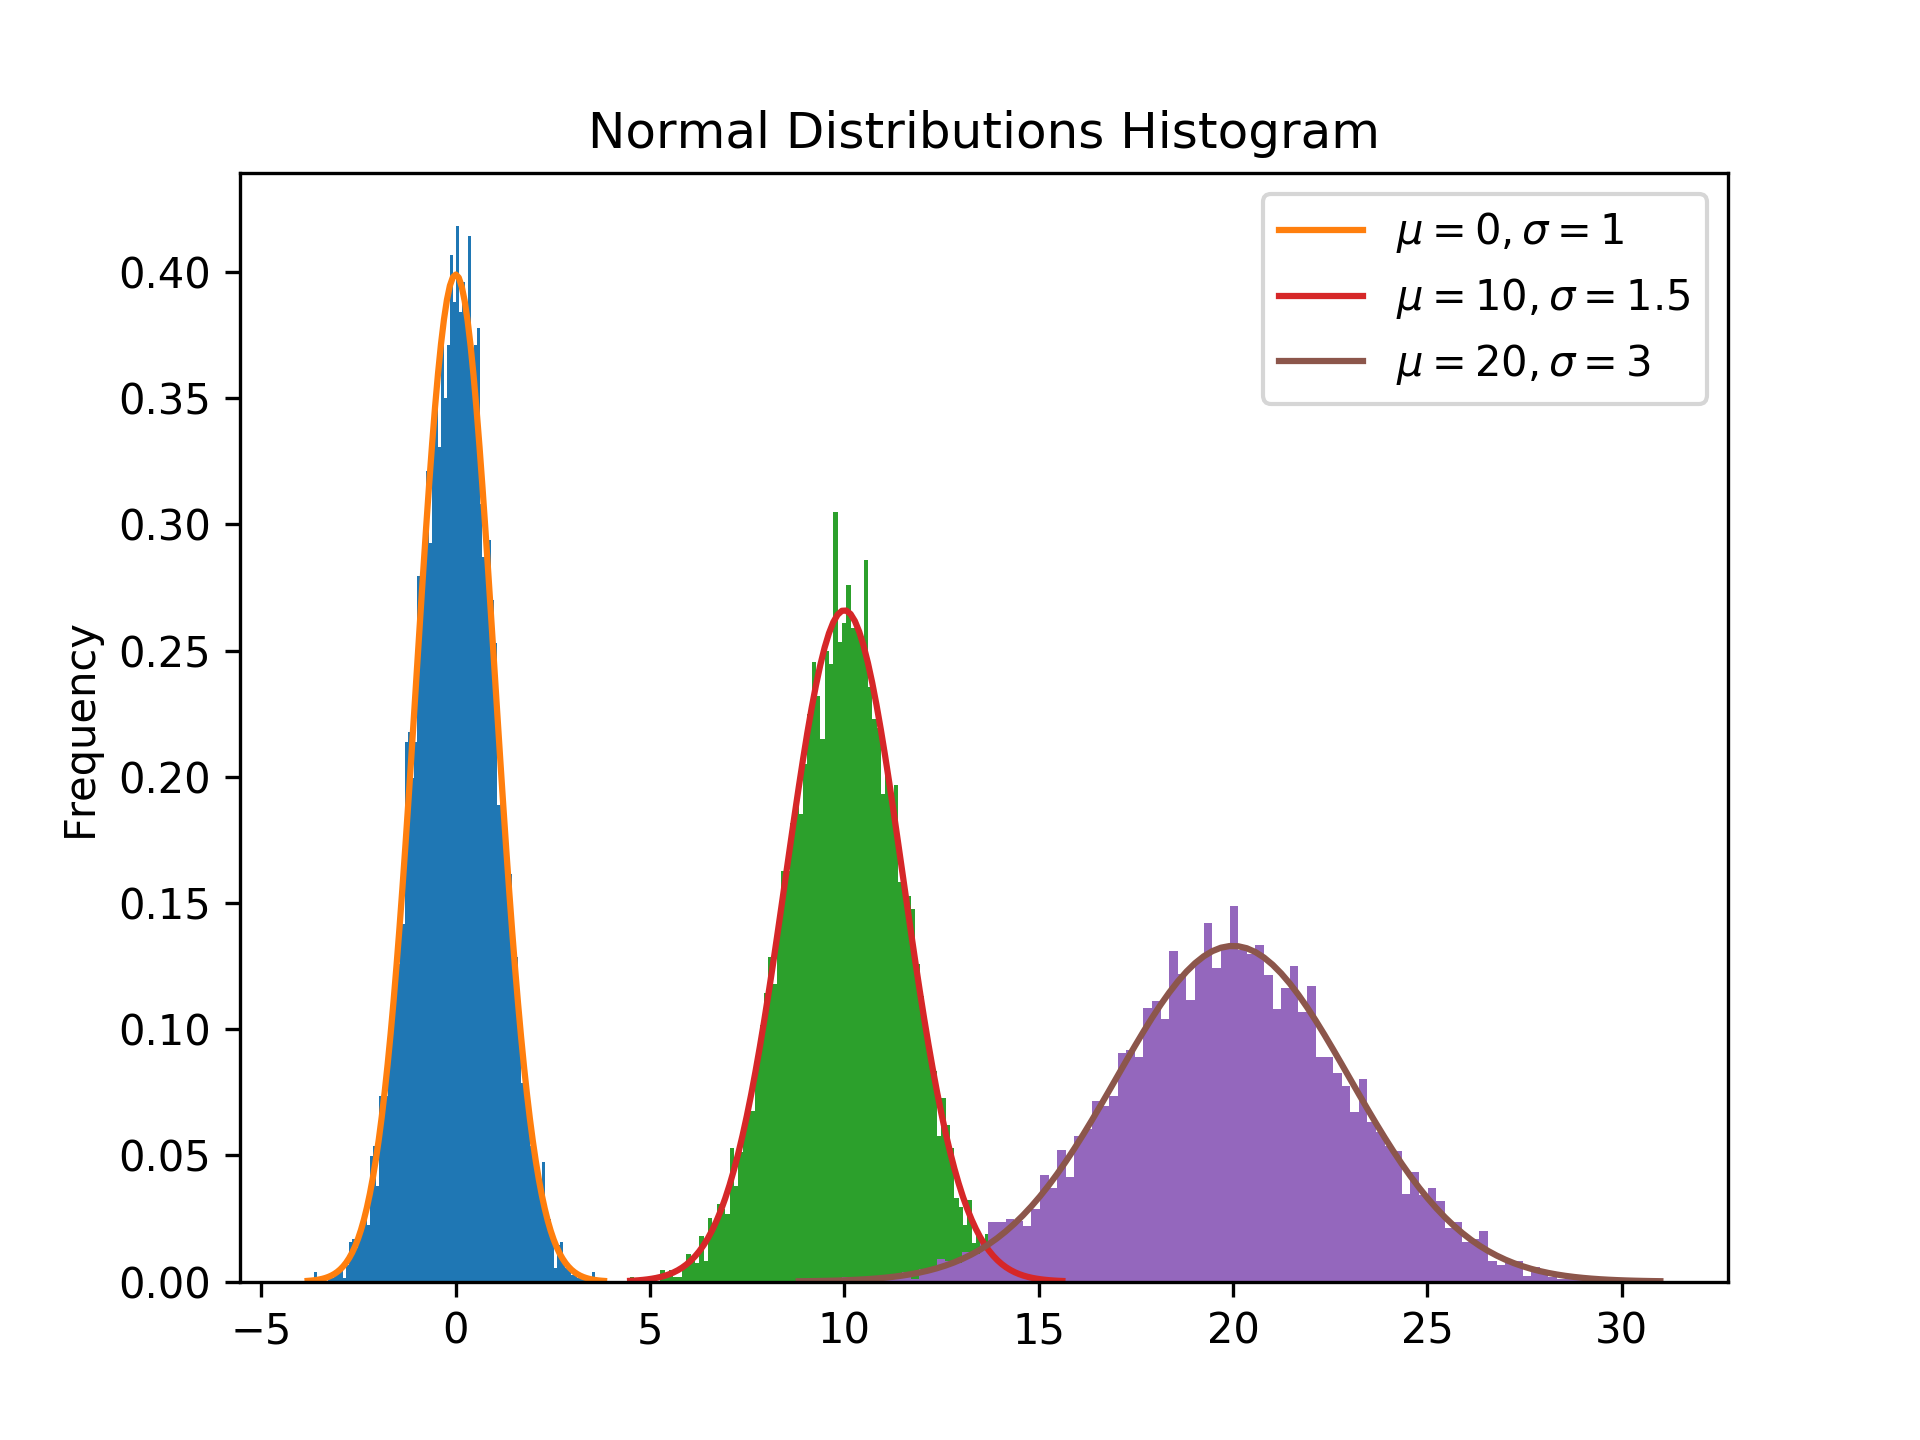 Normal Distributions Histogram
μ = 0, σ = 1
μ = 10, σ = 1.5
μ = 20, σ = 3
Frequency
0.40
0.35
0.30
0.25
0.20
0.15
0.10
0.05
0.00
−5 0 5 10 15 20 25 30